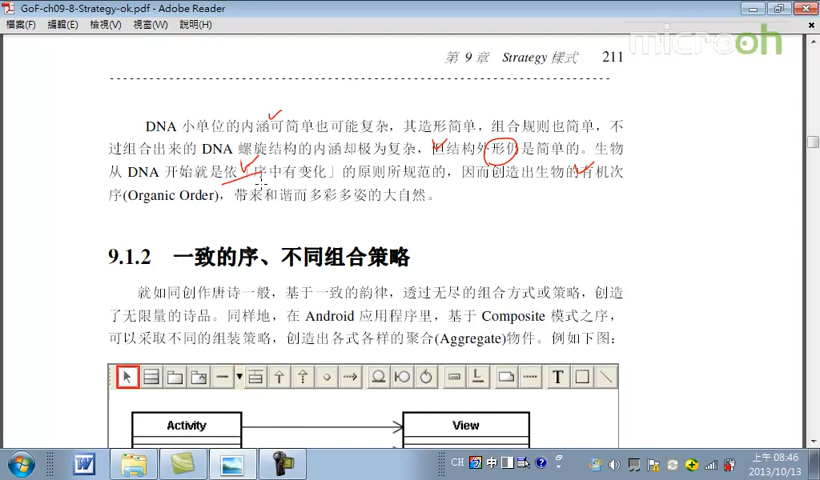 GoF-ch09-8-Strategy-ok.pdf - Adobe Reader
檔案(F) 編輯(E) 檢視(V) 視窗(W) 說明(H)
microoh
第 9 章 Strategy 樣式 211
DNA 小单位的内涵可简单也可能复杂，其造形简单，组合规则也简单，不
过组合出来的 DNA 螺旋结构的内涵却极为复杂，但结构外形仍是简单的。生物
从 DNA 开始就是依 序中有变化」的原则所规范的，因而创造出生物的有机次
序(Organic Order)，带来和谐而多彩多姿的大自然。
9.1.2 一致的序、不同组合策略
就如同创作唐诗一般，基于一致的韵律，透过无尽的组合方式或策略，创造
了无限量的诗品。同样地，在 Android 应用程序里，基于 Composite 模式之序，
可以采取不同的组装策略，创造出各式各样的聚合(Aggregate)物件。例如下图：
T
Activity View
CH 中
上午 08:46
2013/10/13